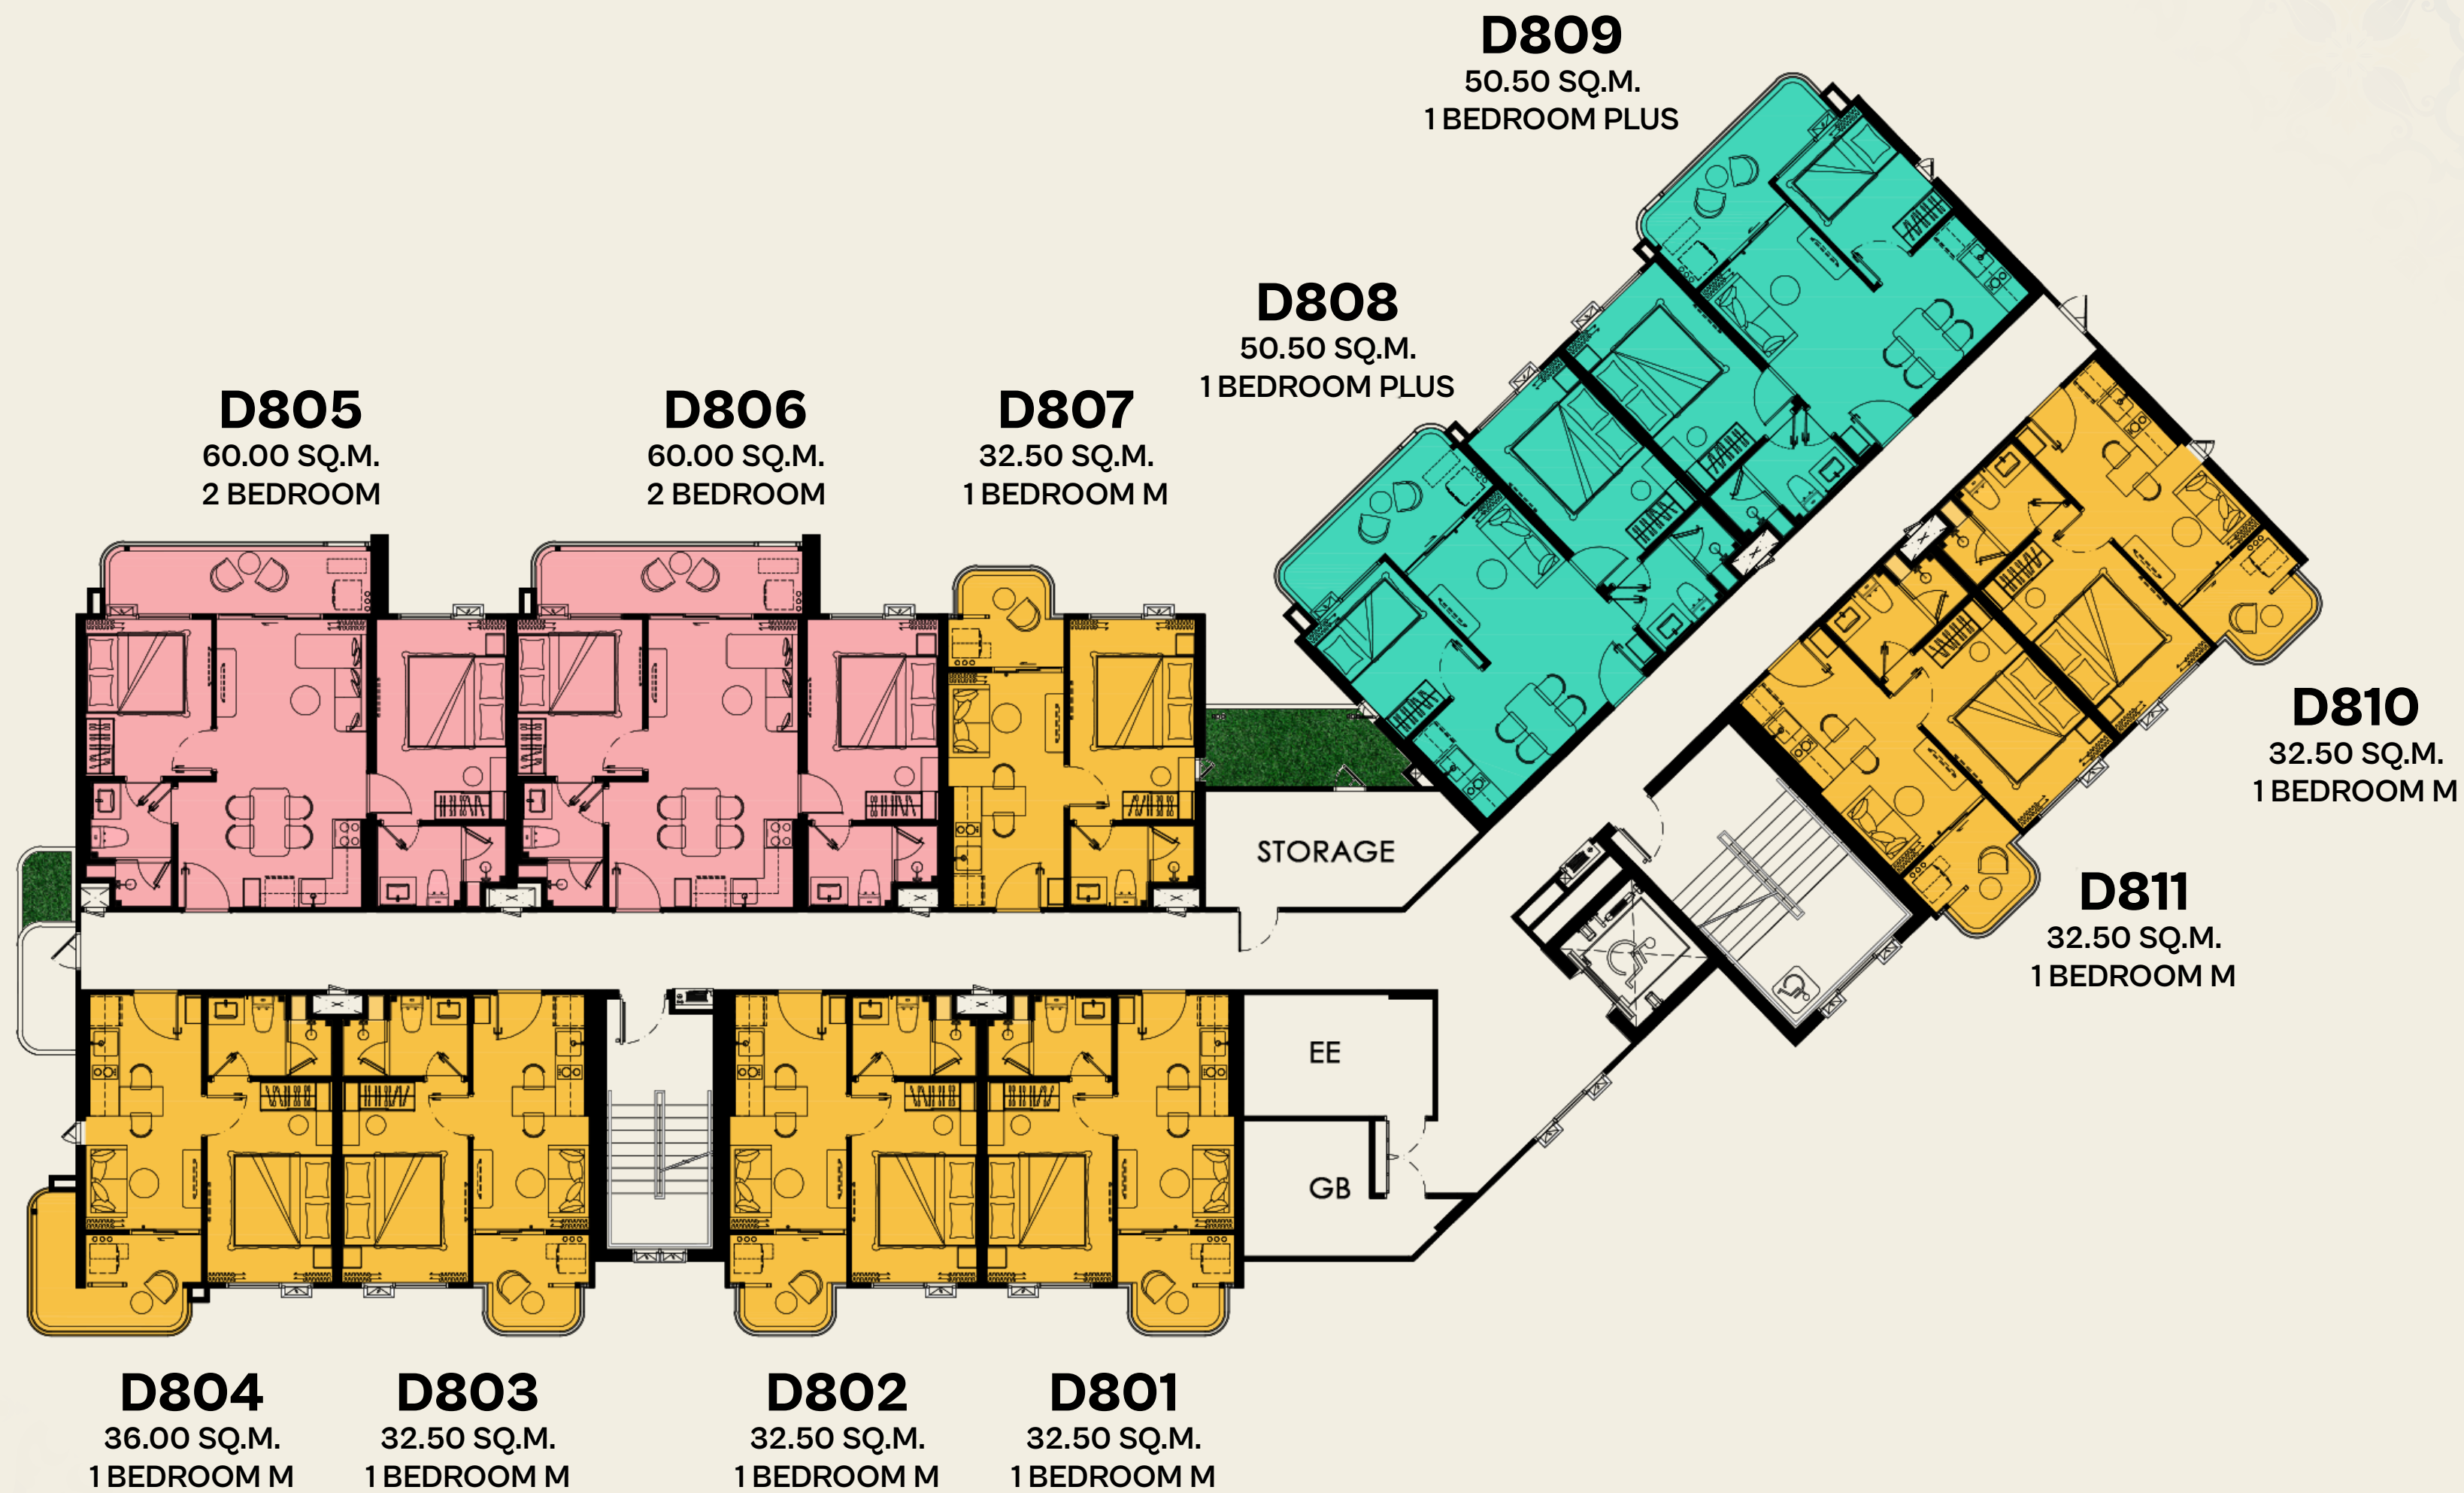 D809
50.50 SQ.M.
1 BEDROOM PLUS
D808
50.50 SQ.M.
1 BEDROOM PLUS
D805
60.00 SQ.M.
2 BEDROOM
D806
60.00 SQ.M.
2 BEDROOM
D807
32.50 SQ.M.
1 BEDROOM M
D810
32.50 SQ.M.
1 BEDROOM M
STORAGE
D811
32.50 SQ.M.
1 BEDROOM M
EE
GB
D804
36.00 SQ.M.
1 BEDROOM M
D803
32.50 SQ.M.
1 BEDROOM M
D802
32.50 SQ.M.
1 BEDROOM M
D801
32.50 SQ.M.
1 BEDROOM M